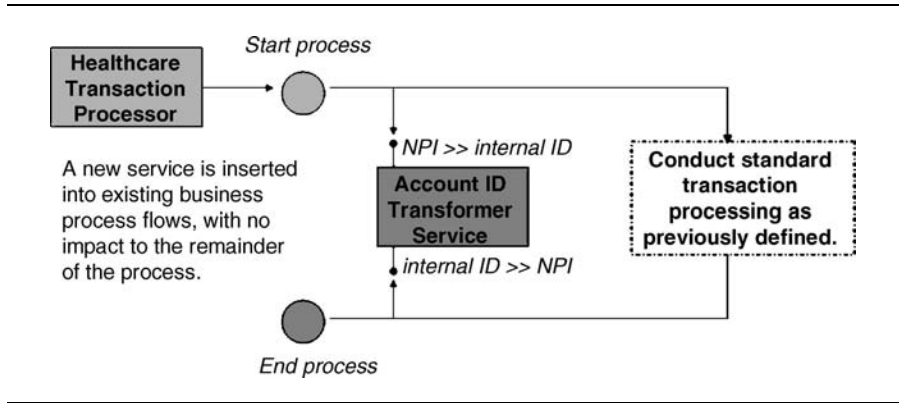 Start process
Healthcare
Transaction
Processor
NPI >> internal ID
A new service is inserted
into existing business
process flows, with no
impact to the remainder
of the process.
Account ID
Transformer
Service
Conduct standard
transaction
processing as
previously defined.
internal ID >> NPI
End process